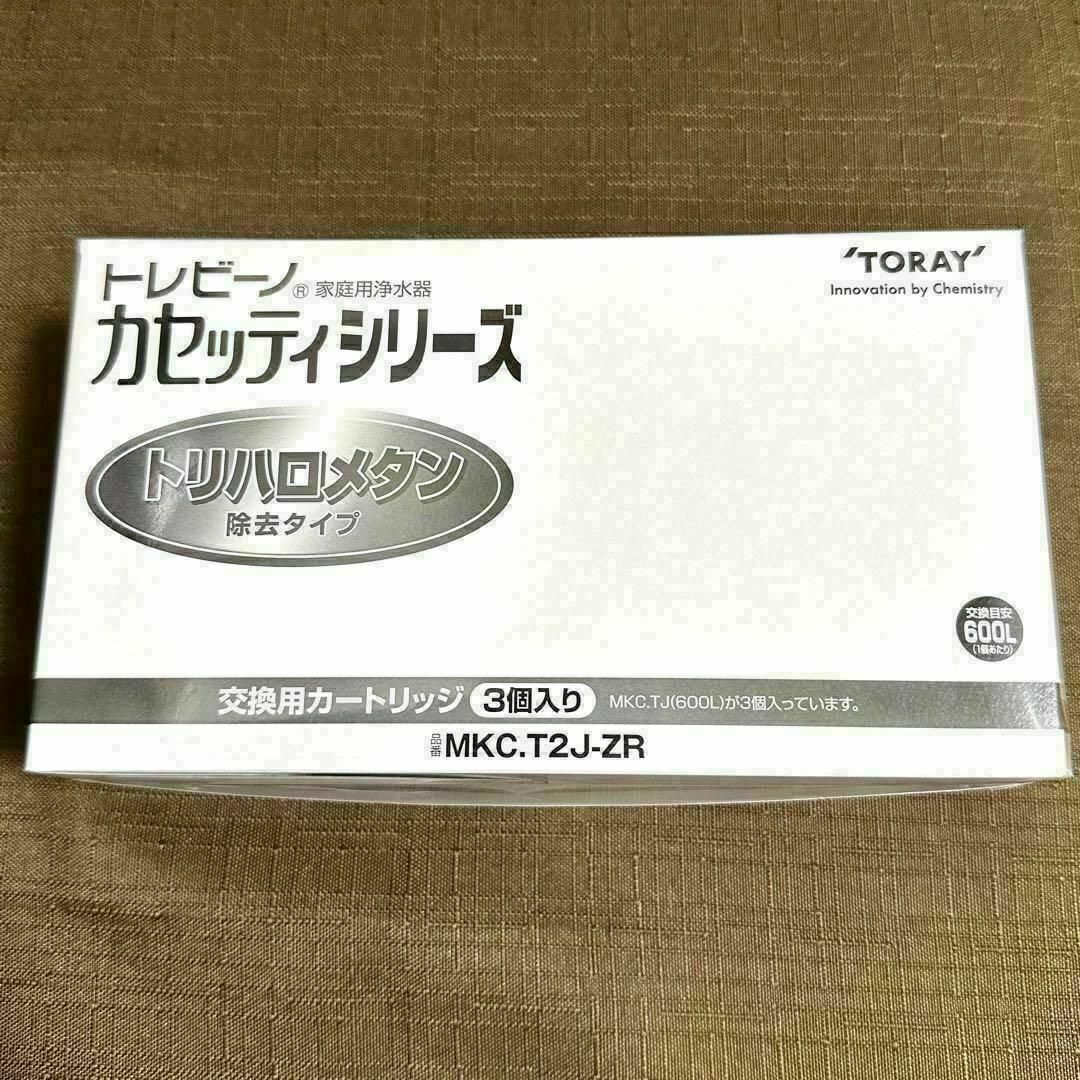 トレビーノ® 家庭用浄水器
カセッティシリーズ
'TORAY'
Innovation by Chemistry
トリハロメタン
除去タイプ
交換目安
600L
(1個あたり)
交換用カートリッジ 3個入り MKC.TJ(600L)が3個入っています。
品番 MKC.T2J-ZR